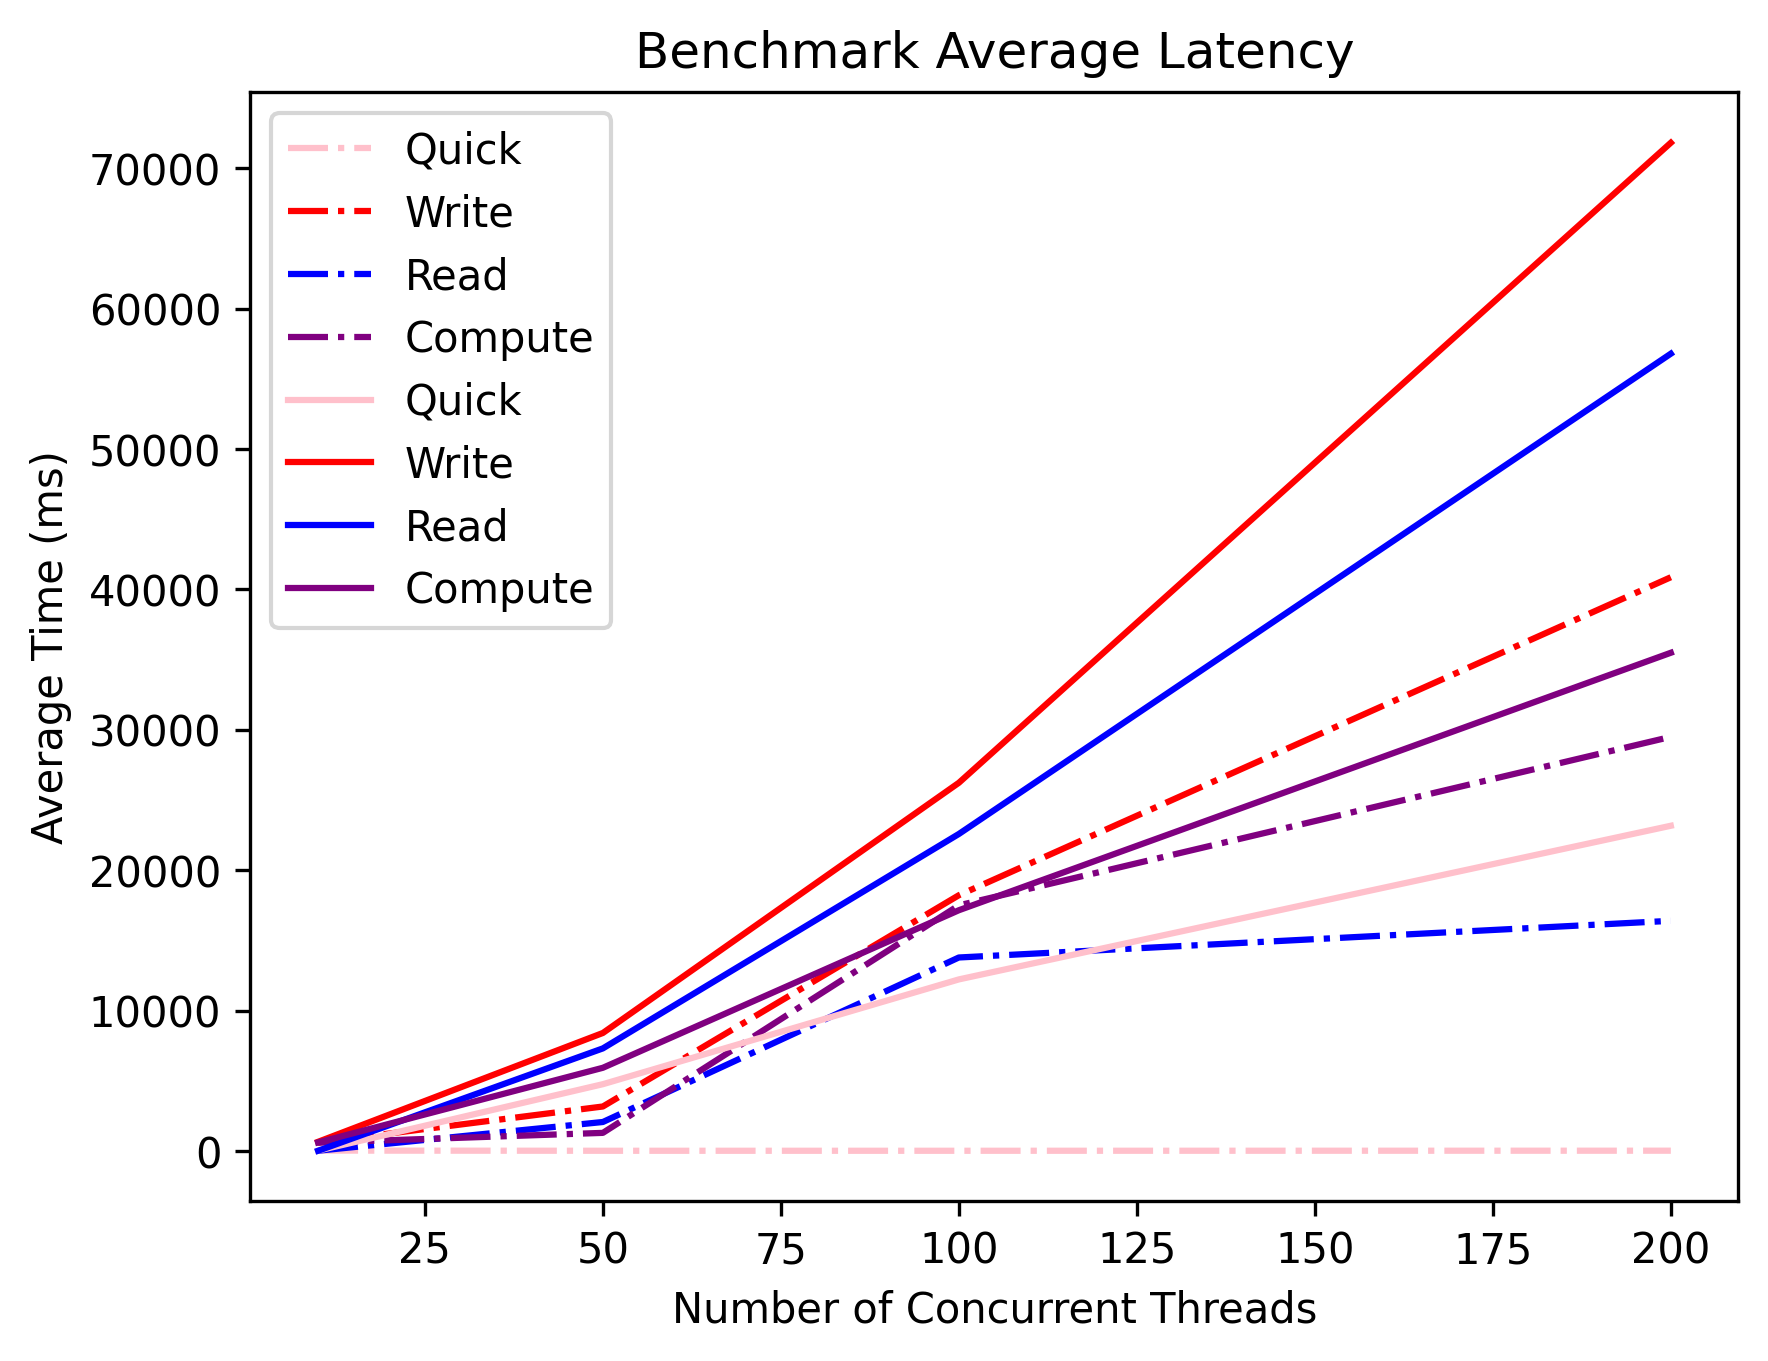 Benchmark Average Latency
Quick
Write
Read
Compute
Quick
Write
Read
Compute
Average Time (ms)
70000
60000
50000
40000
30000
20000
10000
0
25 50 75 100 125 150 175 200
Number of Concurrent Threads